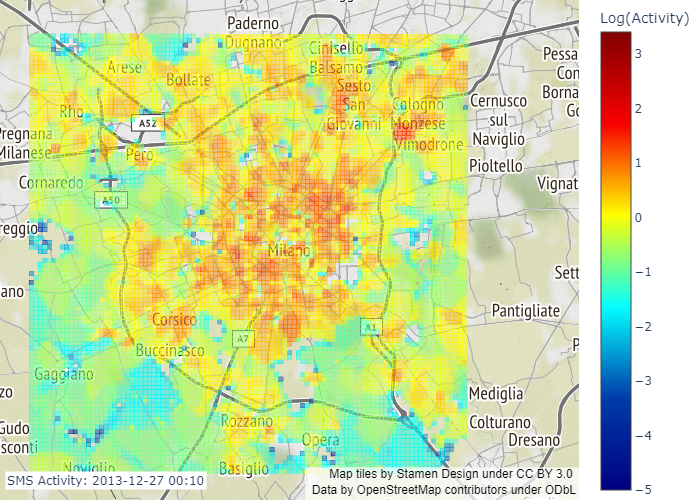 Log(Activity)
3
2
1
0
−1
−2
−3
−4
−5
Paderno
Dugnano
Cinisello
Balsamo
Arese
Bollate
Sesto
San
Giovanni
Pessa
Con
Borna
Go
Rho
A52
Cologno
Monzese
Cernusco
sul
Naviglio
Pregnana
Milanese
Pero
Vimodrone
Pioltello
Cornaredo
A50
Vignat
reggio
Milano
Sett
ano
Corsico
A7
A1
Pantigliate
Buccinasco
P
Gaggiano
zo
Mediglia
Rozzano
Colturano
Gudo
sconti
Opera
Dresano
Noviglio
Basiglio
SMS Activity: 2013-12-27 00:10
Map tiles by Stamen Design under CC BY 3.0
Data by OpenStreetMap contributors under ODbL